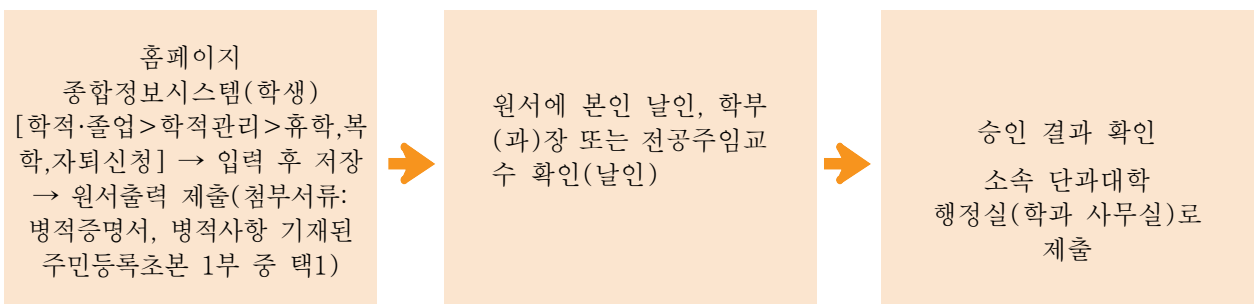 홈페이지
종합정보시스템(학생)
[학적·졸업>학적관리>휴학,복
학,자퇴신청] → 입력 후 저장
→ 원서출력 제출(첨부서류:
병적증명서, 병적사항 기재된
주민등록초본 1부 중 택1)
원서에 본인 날인, 학부
(과)장 또는 전공주임교
수 확인(날인)
승인 결과 확인
소속 단과대학
행정실(학과 사무실)로
제출